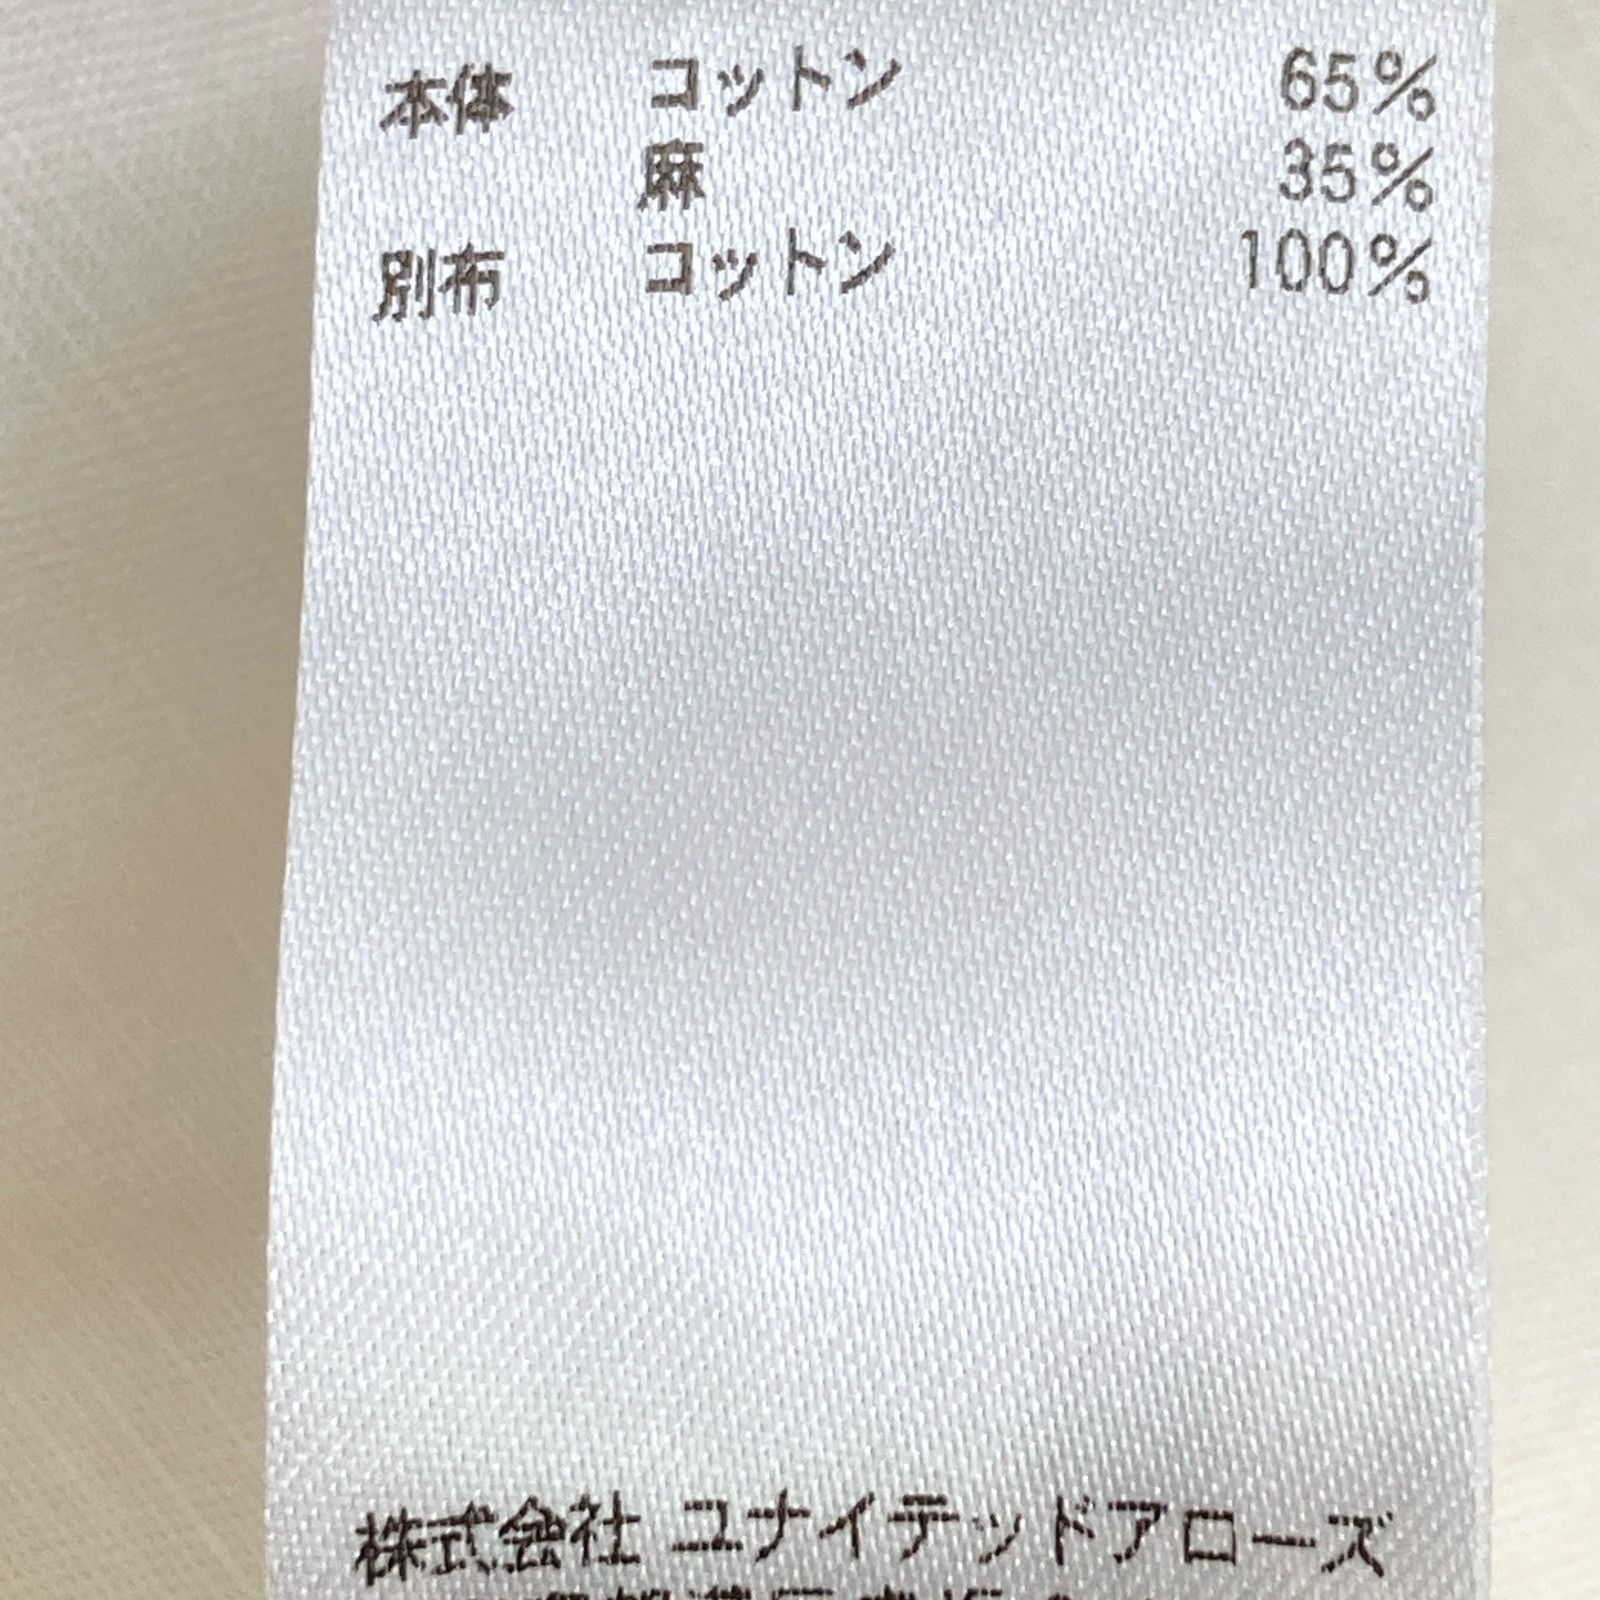 本体 コットン 65%
麻 35%
別布 コットン 100%
株式会社 ユナイテッドアローズ